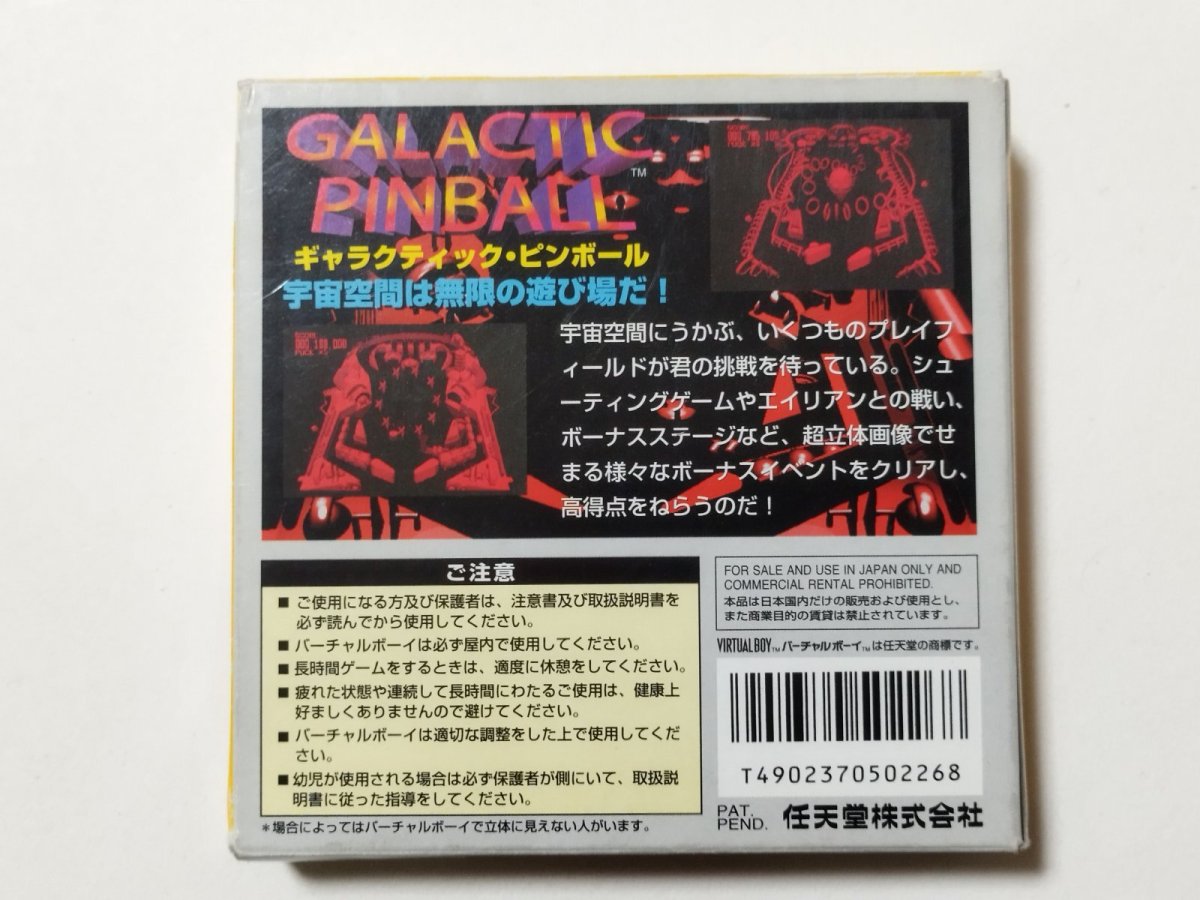 GALACTIC
PINBALL™
ギャラクティック・ピンボール
宇宙空間は無限の遊び場だ！
宇宙空間にうかぶ、いくつものプレイフ
ィールドが君の挑戦を待っている。シュ
ーティングゲームやエイリアンとの戦い、
ボーナスステージなど、超立体画像でせ
まる様々なボーナスイベントをクリアし、
高得点をねらうのだ！
ご注意
■ ご使用になる方及び保護者は、注意書及び取扱説明書を
必ず読んでから使用してください。
■ バーチャルボーイは必ず屋内で使用してください。
■ 長時間ゲームをするときは、適度に休憩をしてください。
■ 疲れた状態や連続して長時間にわたるご使用は、健康上
好ましくありませんので避けてください。
■ バーチャルボーイは適切な調整をした上で使用してくだ
さい。
■ 幼児が使用される場合は必ず保護者が側にいて、取扱説
明書に従った指導をしてください。
＊場合によってはバーチャルボーイで立体に見えない人がいます。
FOR SALE AND USE IN JAPAN ONLY AND
COMMERCIAL RENTAL PROHIBITED.
本品は日本国内だけの販売および使用とし、
また商業目的の賃貸は禁止されています。
VIRTUAL BOY™ バーチャルボーイ™は任天堂の商標です。
T4902370502268
PAT.
PEND.
任天堂株式会社